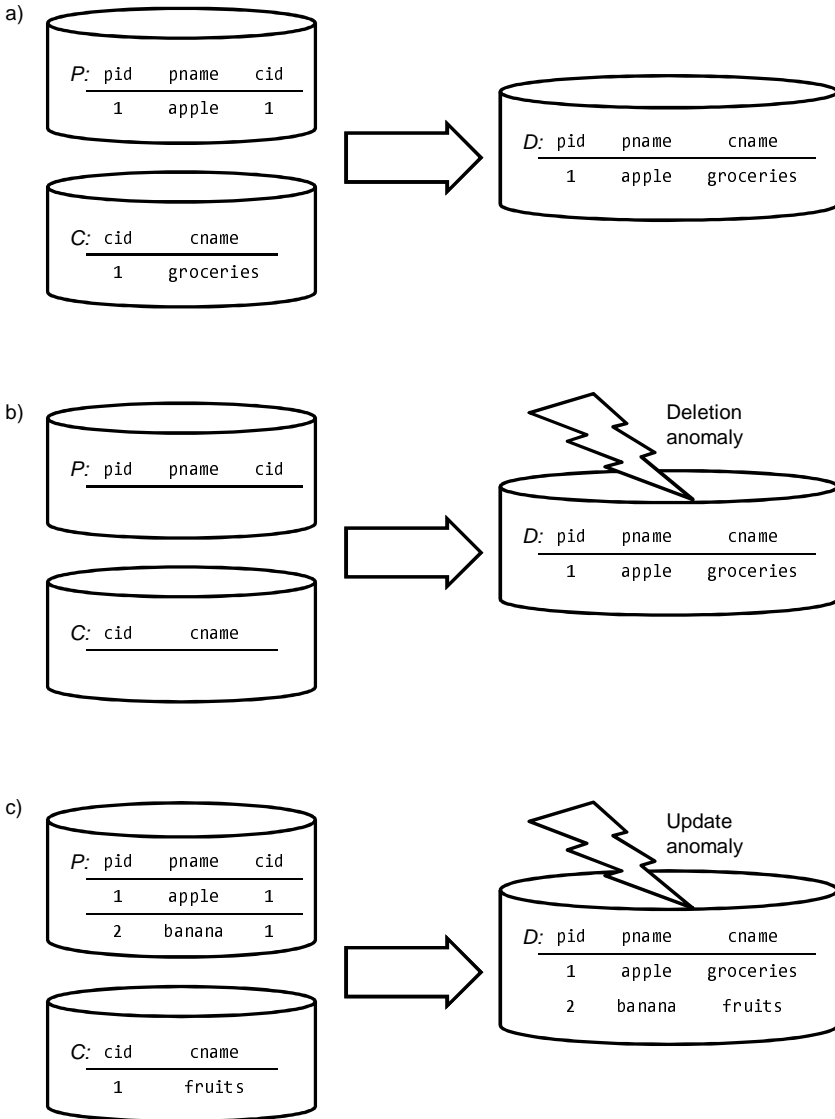 a)
P: pid pname cid
1 apple 1
C: cid cname
1 groceries
D: pid pname cname
1 apple groceries
b)
P: pid pname cid
C: cid cname
Deletion
anomaly
D: pid pname cname
1 apple groceries
c)
P: pid pname cid
1 apple 1
2 banana 1
C: cid cname
1 fruits
Update
anomaly
D: pid pname cname
1 apple groceries
2 banana fruits